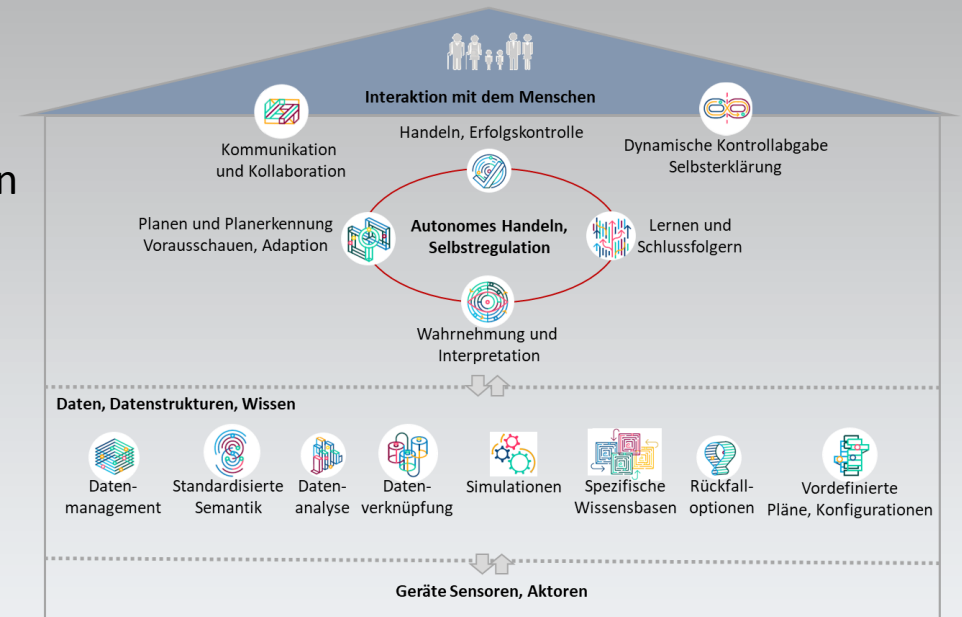 Interaktion mit dem Menschen
Kommunikation
und Kollaboration
Handeln, Erfolgskontrolle
Dynamische Kontrollabgabe
Selbsterklärung
n
Planen und Planerkennung
Vorausschauen, Adaption
Autonomes Handeln,
Selbstregulation
Lernen und
Schlussfolgern
Wahrnehmung und
Interpretation
Daten, Datenstrukturen, Wissen
Daten-
management
Standardisierte
Semantik
Daten-
analyse
Daten-
verknüpfung
Simulationen
Spezifische
Wissensbasen
Rückfall-
optionen
Vordefinierte
Pläne, Konfigurationen
Geräte Sensoren, Aktoren